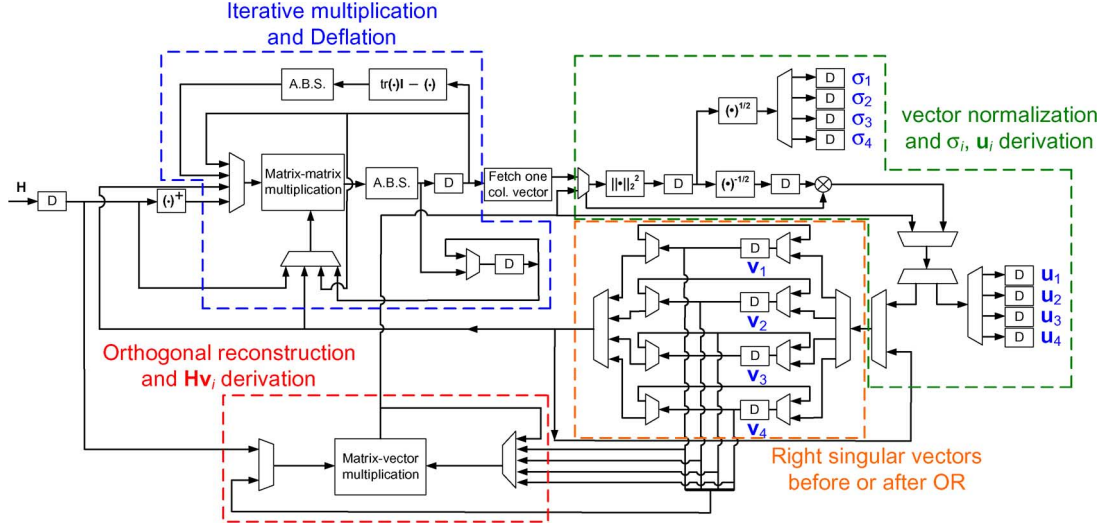 Iterative multiplication
and Deflation
A.B.S.
tr(·)I − (·)
D σ1
D σ2
D σ3
D σ4
(•)^1/2
vector normalization
and σi, ui derivation
H
D
(·)+
Matrix-matrix
multiplication
A.B.S.
D
Fetch one
col. vector
||•||2^2
D
(•)^-1/2
D
D
D
v1
D
v2
D
v3
D
v4
D u1
D u2
D u3
D u4
Orthogonal reconstruction
and Hvi derivation
Matrix-vector
multiplication
Right singular vectors
before or after OR